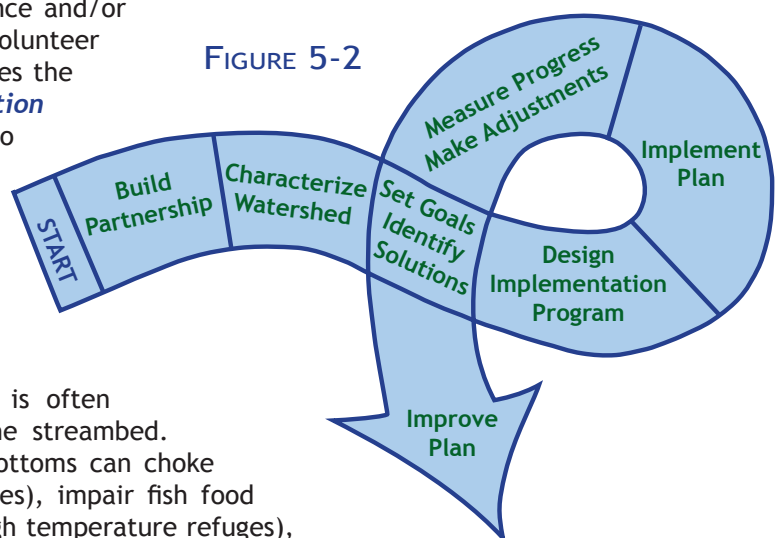 nce and/or
olunteer
es the
tion
o
FIGURE 5-2
START
Build
Partnership
Characterize
Watershed
Set Goals
Identify
Solutions
Design
Implementation
Program
Implement
Plan
Measure Progress
Make Adjustments
Improve
Plan
is often
ne streambed.
ottoms can choke
es), impair fish food
gh temperature refuges),